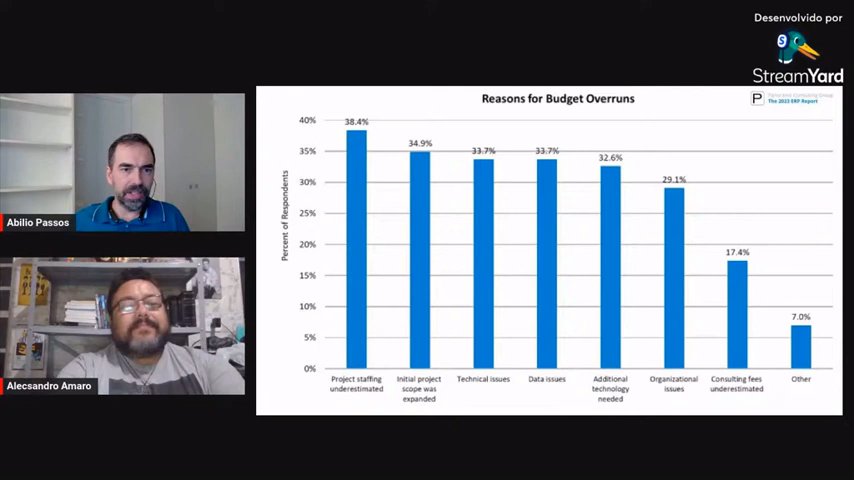 Desenvolvido por
StreamYard
Reasons for Budget Overruns
P
Panorama Consulting Group
The 2023 ERP Report
40%
35%
30%
25%
20%
15%
10%
5%
0%
Percent of Respondents
38.4%
34.9%
33.7%
33.7%
32.6%
29.1%
17.4%
7.0%
Project staffing
underestimated
Initial project
scope was
expanded
Technical issues
Data issues
Additional
technology
needed
Organizational
issues
Consulting fees
underestimated
Other
Abilio Passos
Alecsandro Amaro